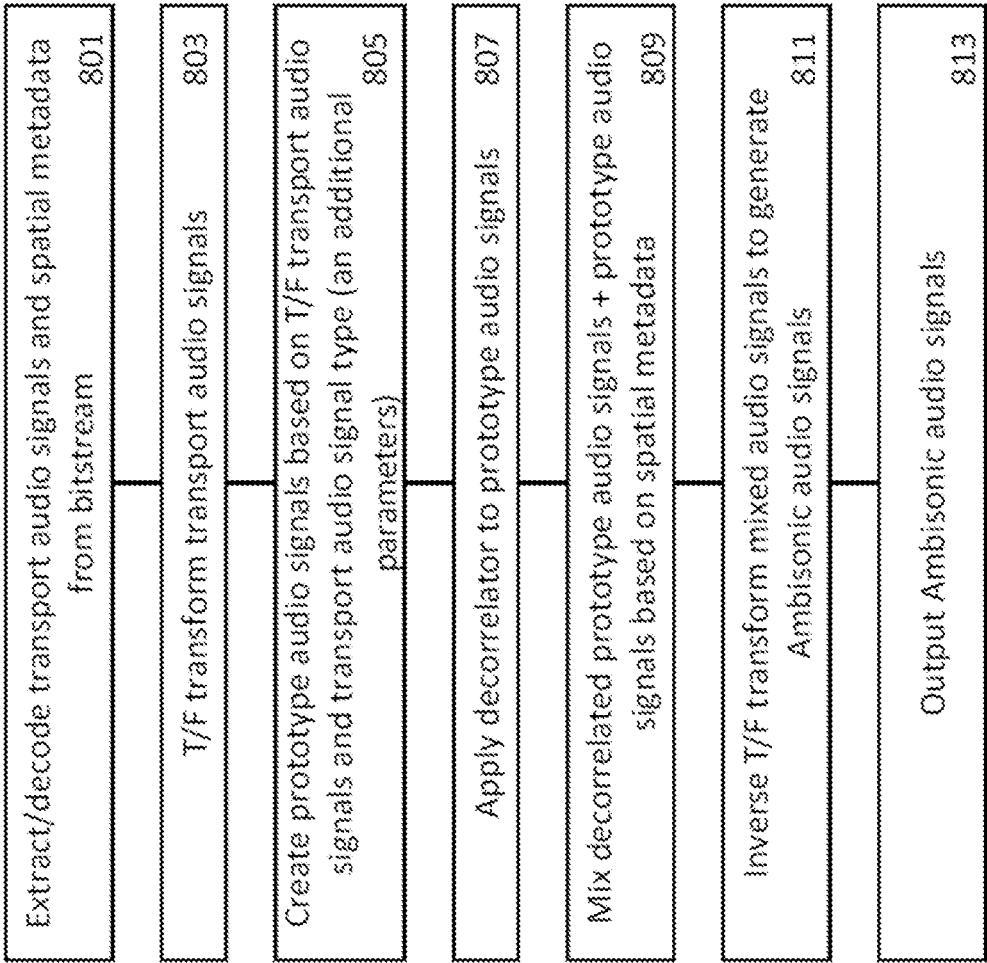 Extract/decode transport audio signals and spatial metadata
from bitstream
801
T/F transform transport audio signals
803
Create prototype audio signals based on T/F transport audio
signals and transport audio signal type (an additional
parameters)
805
Apply decorrelator to prototype audio signals
807
Mix decorrelated prototype audio signals + prototype audio
signals based on spatial metadata
809
Inverse T/F transform mixed audio signals to generate
Ambisonic audio signals
811
Output Ambisonic audio signals
813